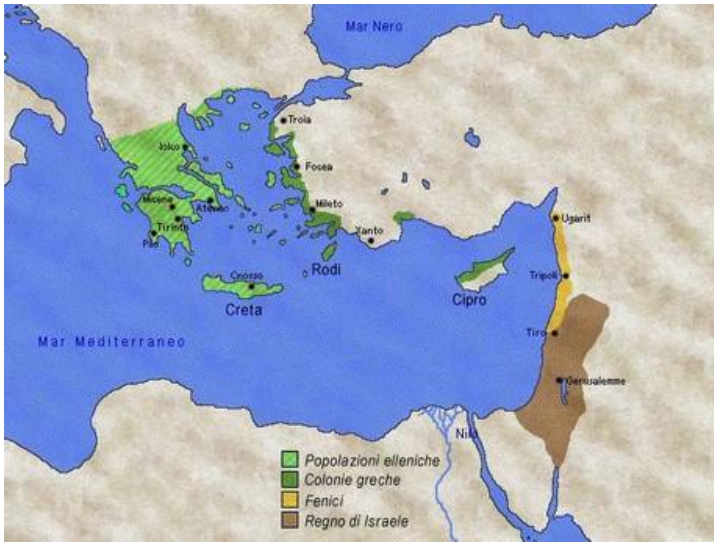 Mar Nero
Troia
Jolco
Focea
Micene
Atene
Mileto
Ugarit
Tirinto
Xanto
Pilo
Rodi
Cnosso
Tripoli
Creta
Cipro
Tiro
Mar Mediterraneo
Gerusalemme
Nilo
Popolazioni elleniche
Colonie greche
Fenici
Regno di Israele